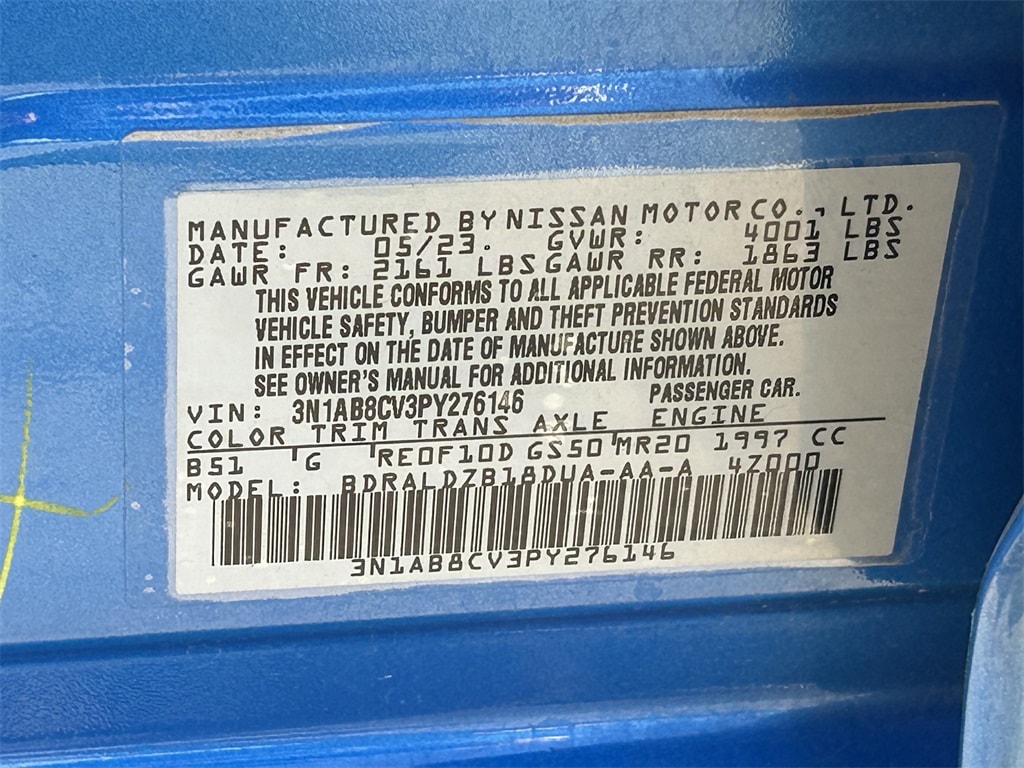 MANUFACTURED BY NISSAN MOTOR CO., LTD.
DATE: 05/23. GVWR: 4001 LBS
GAWR FR: 2161 LBS GAWR RR: 1863 LBS
THIS VEHICLE CONFORMS TO ALL APPLICABLE FEDERAL MOTOR
VEHICLE SAFETY, BUMPER AND THEFT PREVENTION STANDARDS
IN EFFECT ON THE DATE OF MANUFACTURE SHOWN ABOVE.
SEE OWNER'S MANUAL FOR ADDITIONAL INFORMATION.
VIN: 3N1AB8CV3PY276146 PASSENGER CAR.
COLOR TRIM TRANS AXLE ENGINE
B51 'G 'RE0F10D GS50'MR20 1997 CC
MODEL: BDRALDZB18DUA-AA-A 4Z000
3N1AB8CV3PY276146